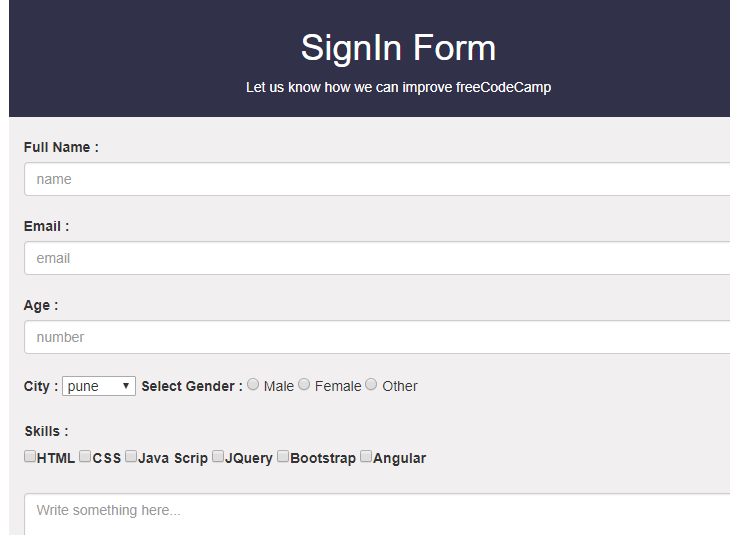 SignIn Form
Let us know how we can improve freeCodeCamp
Full Name :
name
Email :
email
Age :
number
City : pune Select Gender : Male Female Other
Skills :
HTML CSS Java Scrip JQuery Bootstrap Angular
Write something here...